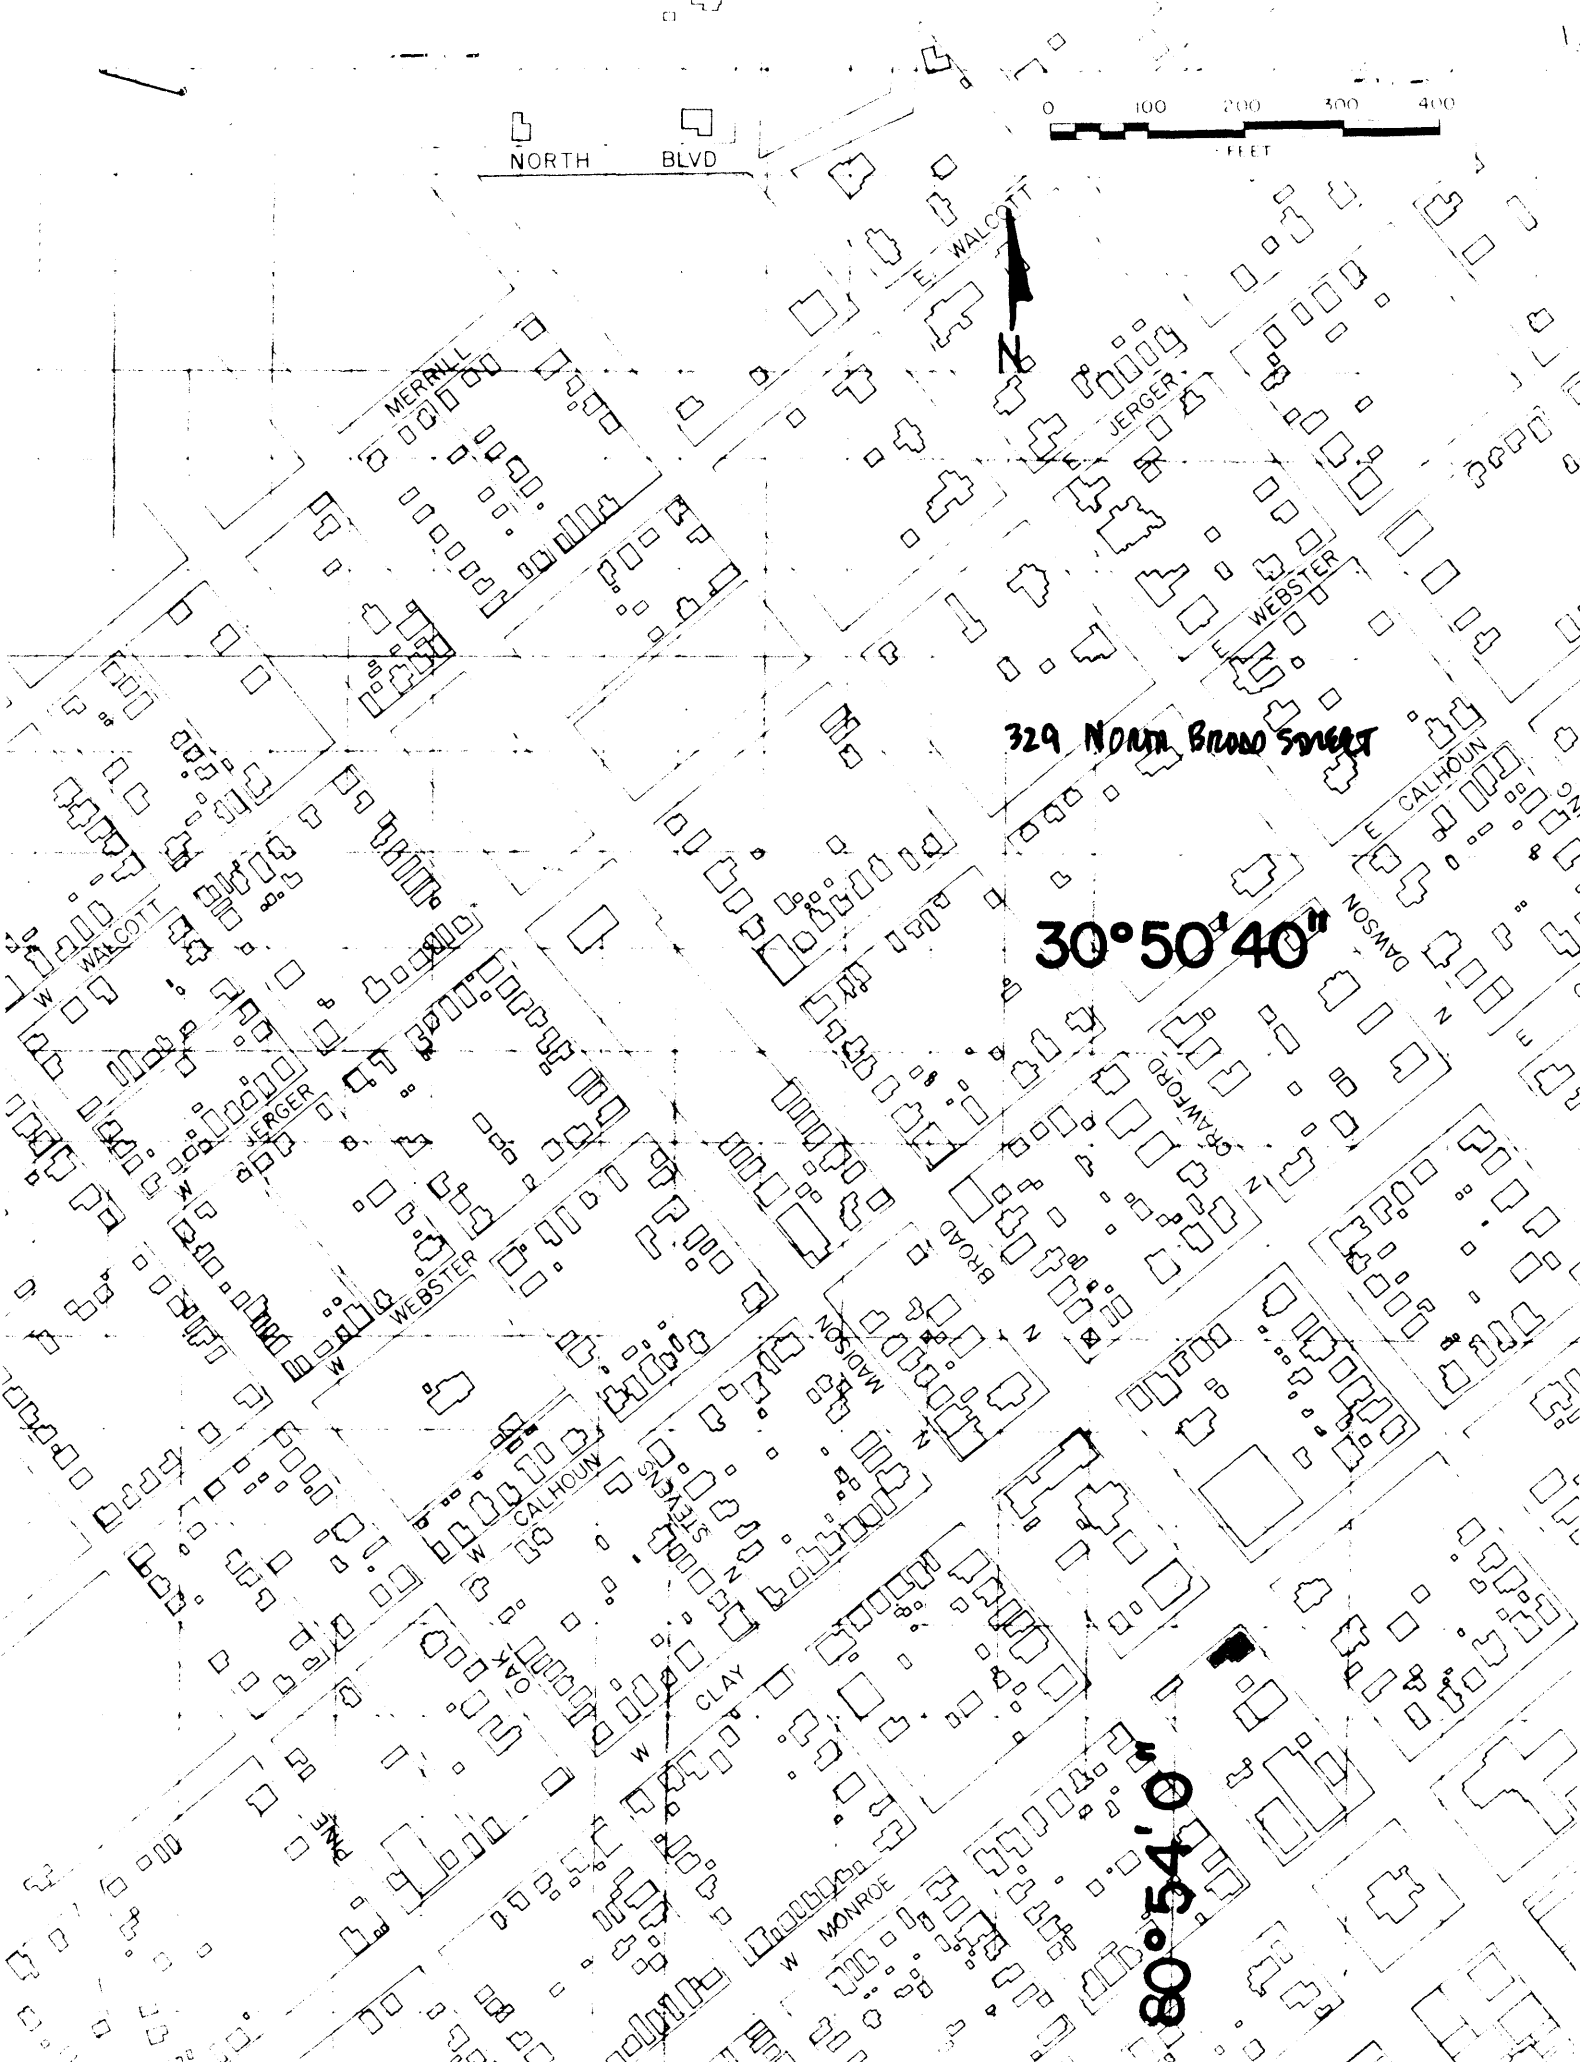 0 100 200 300 400
FEET
NORTH BLVD
E WALCOTT
N
MERRILL
E JERGER
E WEBSTER
329 NORTH BROAD STREET
E CALHOUN
W WALCOTT
30°50'40"
N DAWSON
E
W JERGER
N CRAWFORD
N BROAD
W WEBSTER
N MADISON
W CALHOUN
N STEVENS
OAK
W CLAY
PINE
80°54'0"
W MONROE